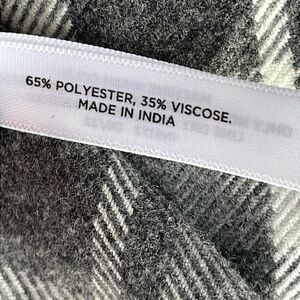 65% POLYESTER, 35% VISCOSE.
MADE IN INDIA